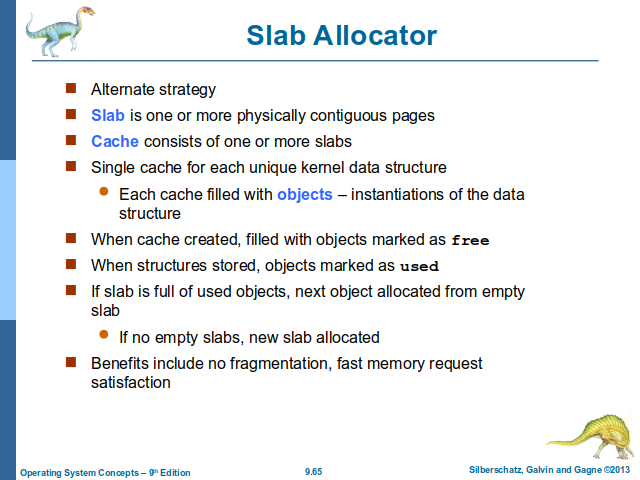 Slab Allocator
Alternate strategy
Slab is one or more physically contiguous pages
Cache consists of one or more slabs
Single cache for each unique kernel data structure
Each cache filled with objects – instantiations of the data
structure
When cache created, filled with objects marked as free
When structures stored, objects marked as used
If slab is full of used objects, next object allocated from empty
slab
If no empty slabs, new slab allocated
Benefits include no fragmentation, fast memory request
satisfaction
Operating System Concepts – 9th Edition
9.65
Silberschatz, Galvin and Gagne ©2013